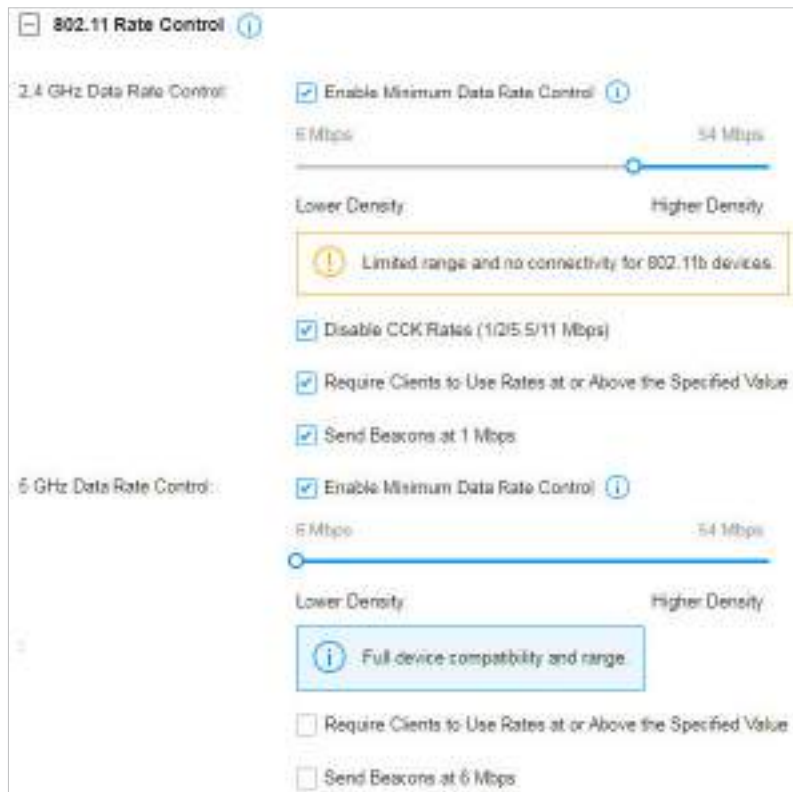 802.11 Rate Control
2.4 GHz Data Rate Control:
Enable Minimum Data Rate Control
6 Mbps 54 Mbps
Lower Density Higher Density
Limited range and no connectivity for 802.11b devices.
Disable CCK Rates (1/2/5.5/11 Mbps)
Require Clients to Use Rates at or Above the Specified Value
Send Beacons at 1 Mbps
5 GHz Data Rate Control:
Enable Minimum Data Rate Control
6 Mbps 54 Mbps
Lower Density Higher Density
Full device compatibility and range.
Require Clients to Use Rates at or Above the Specified Value
Send Beacons at 6 Mbps